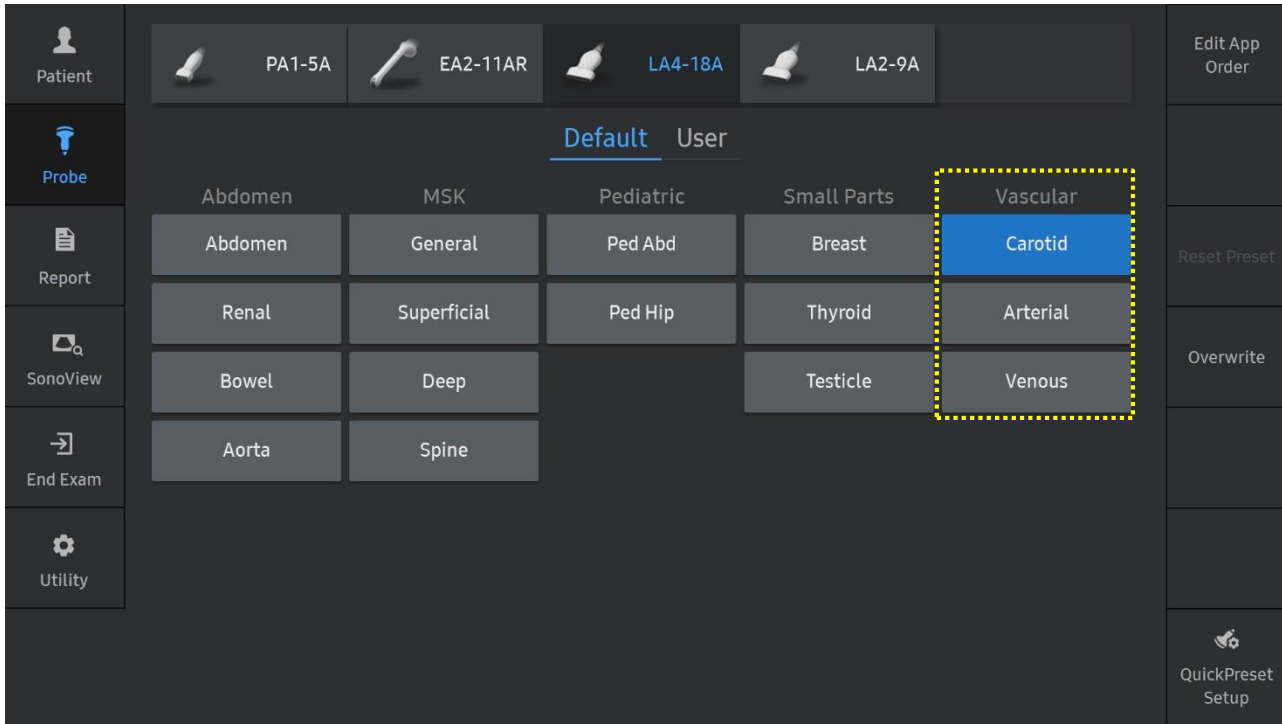 Patient
Probe
Report
SonoView
End Exam
Utility
PA1-5A
EA2-11AR
LA4-18A
LA2-9A
Default
User
Abdomen
MSK
Pediatric
Small Parts
Vascular
Abdomen
General
Ped Abd
Breast
Carotid
Renal
Superficial
Ped Hip
Thyroid
Arterial
Bowel
Deep
Testicle
Venous
Aorta
Spine
Edit App
Order
Reset Preset
Overwrite
QuickPreset
Setup